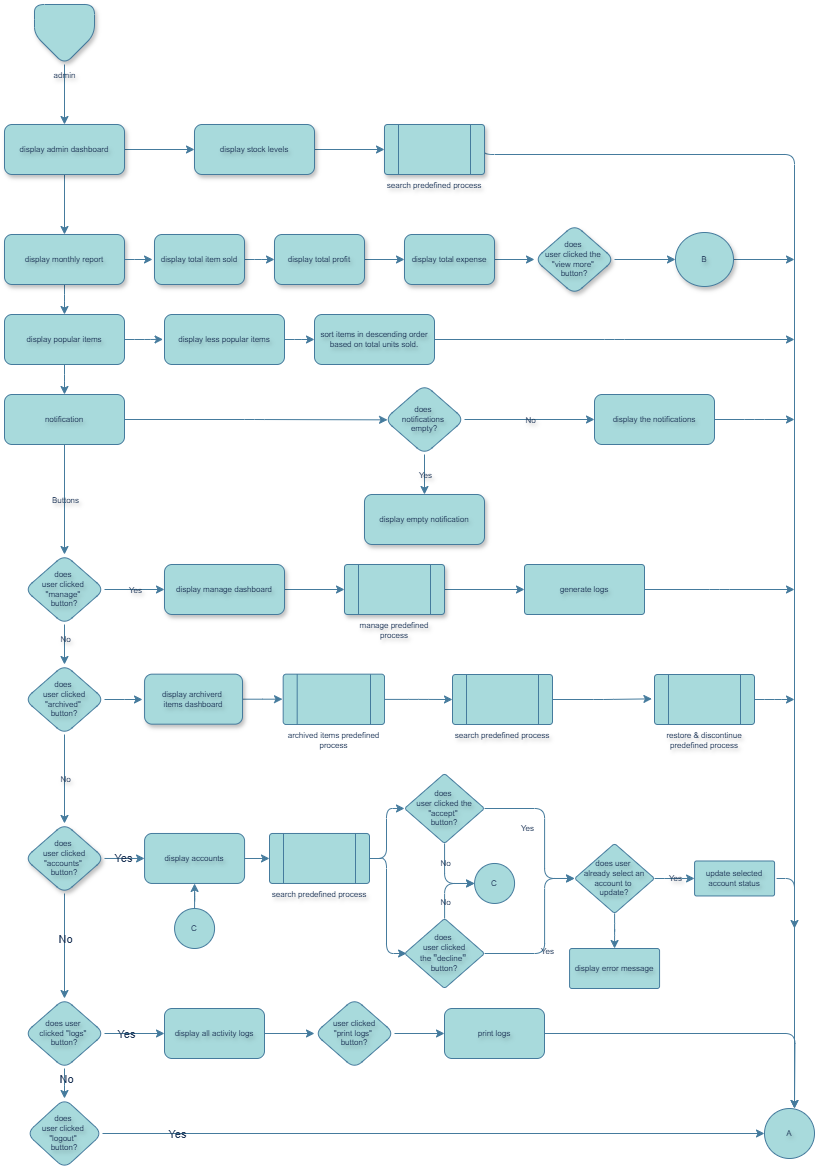 admin
display admin dashboard
display stock levels
search predefined process
display monthly report
display total item sold
display total profit
display total expense
does
user clicked the
"view more"
button?
B
display popular items
display less popular items
sort items in descending order
based on total units sold.
notification
does
notifications
empty?
No
display the notifications
Yes
display empty notification
Buttons
does
user clicked
"manage"
button?
Yes
display manage dashboard
manage predefined
process
generate logs
No
does
user clicked
"archived"
button?
display archiverd
items dashboard
archived items predefined
process
search predefined process
restore & discontinue
predefined process
No
does
user clicked
"accounts"
button?
Yes
display accounts
search predefined process
C
does
user clicked the
"accept"
button?
Yes
No
C
No
does
user clicked
the "decline"
button?
Yes
does user
already select an
account to
update?
Yes
update selected
account status
display error message
No
does user
clicked "logs"
button?
Yes
display all activity logs
user clicked
"print logs"
button?
print logs
No
does
user clicked
"logout"
button?
Yes
A